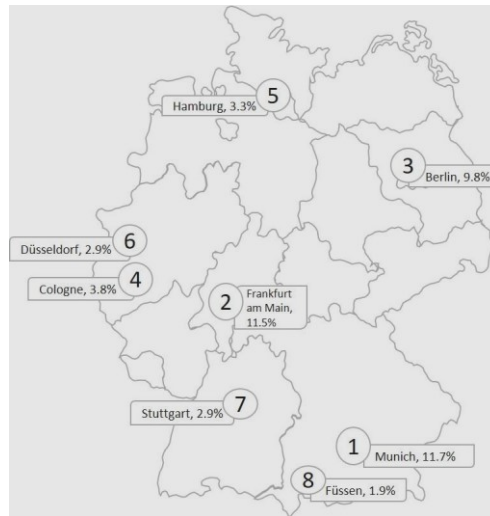 5
Hamburg, 3.3%
3
Berlin, 9.8%
6
Düsseldorf, 2.9%
4
Cologne, 3.8%
2
Frankfurt
am Main,
11.5%
7
Stuttgart, 2.9%
1
Munich, 11.7%
8
Füssen, 1.9%